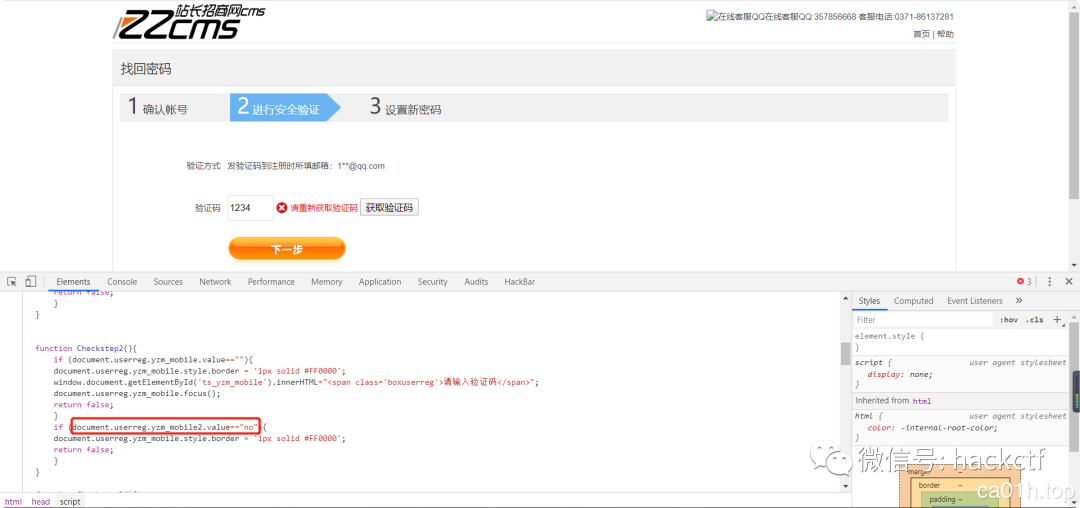 站长招商网cms
ZZcms
在线客服QQ在线客服QQ:357856668 客服电话:0371-86137281
首页 | 帮助
找回密码
1 确认帐号 2 进行安全验证 3 设置新密码
验证方式 发验证码到注册时所填邮箱：1**@qq.com
验证码 1234 请重新获取验证码 获取验证码
下一步
Elements Console Sources Network Performance Memory Application Security Audits HackBar 3
return false;
}
}
function Checkstep2(){
if (document.userreg.yzm_mobile.value==""){
document.userreg.yzm_mobile.style.border = '1px solid #FF0000';
window.document.getElementById('ts_yzm_mobile').innerHTML="<span class='boxuserreg'>请输入验证码</span>";
document.userreg.yzm_mobile.focus();
return false;
}
if (document.userreg.yzm_mobile2.value=="no"){
document.userreg.yzm_mobile.style.border = '1px solid #FF0000';
return false;
}
}
html head script
Styles Computed Event Listeners »
Filter :hov .cls +
element.style {
}
script { user agent stylesheet
display: none;
}
Inherited from html
html { user agent stylesheet
color: -internal-root-color;
}
margin –
border –
padding –
微信号: hackctf
ca01h.top